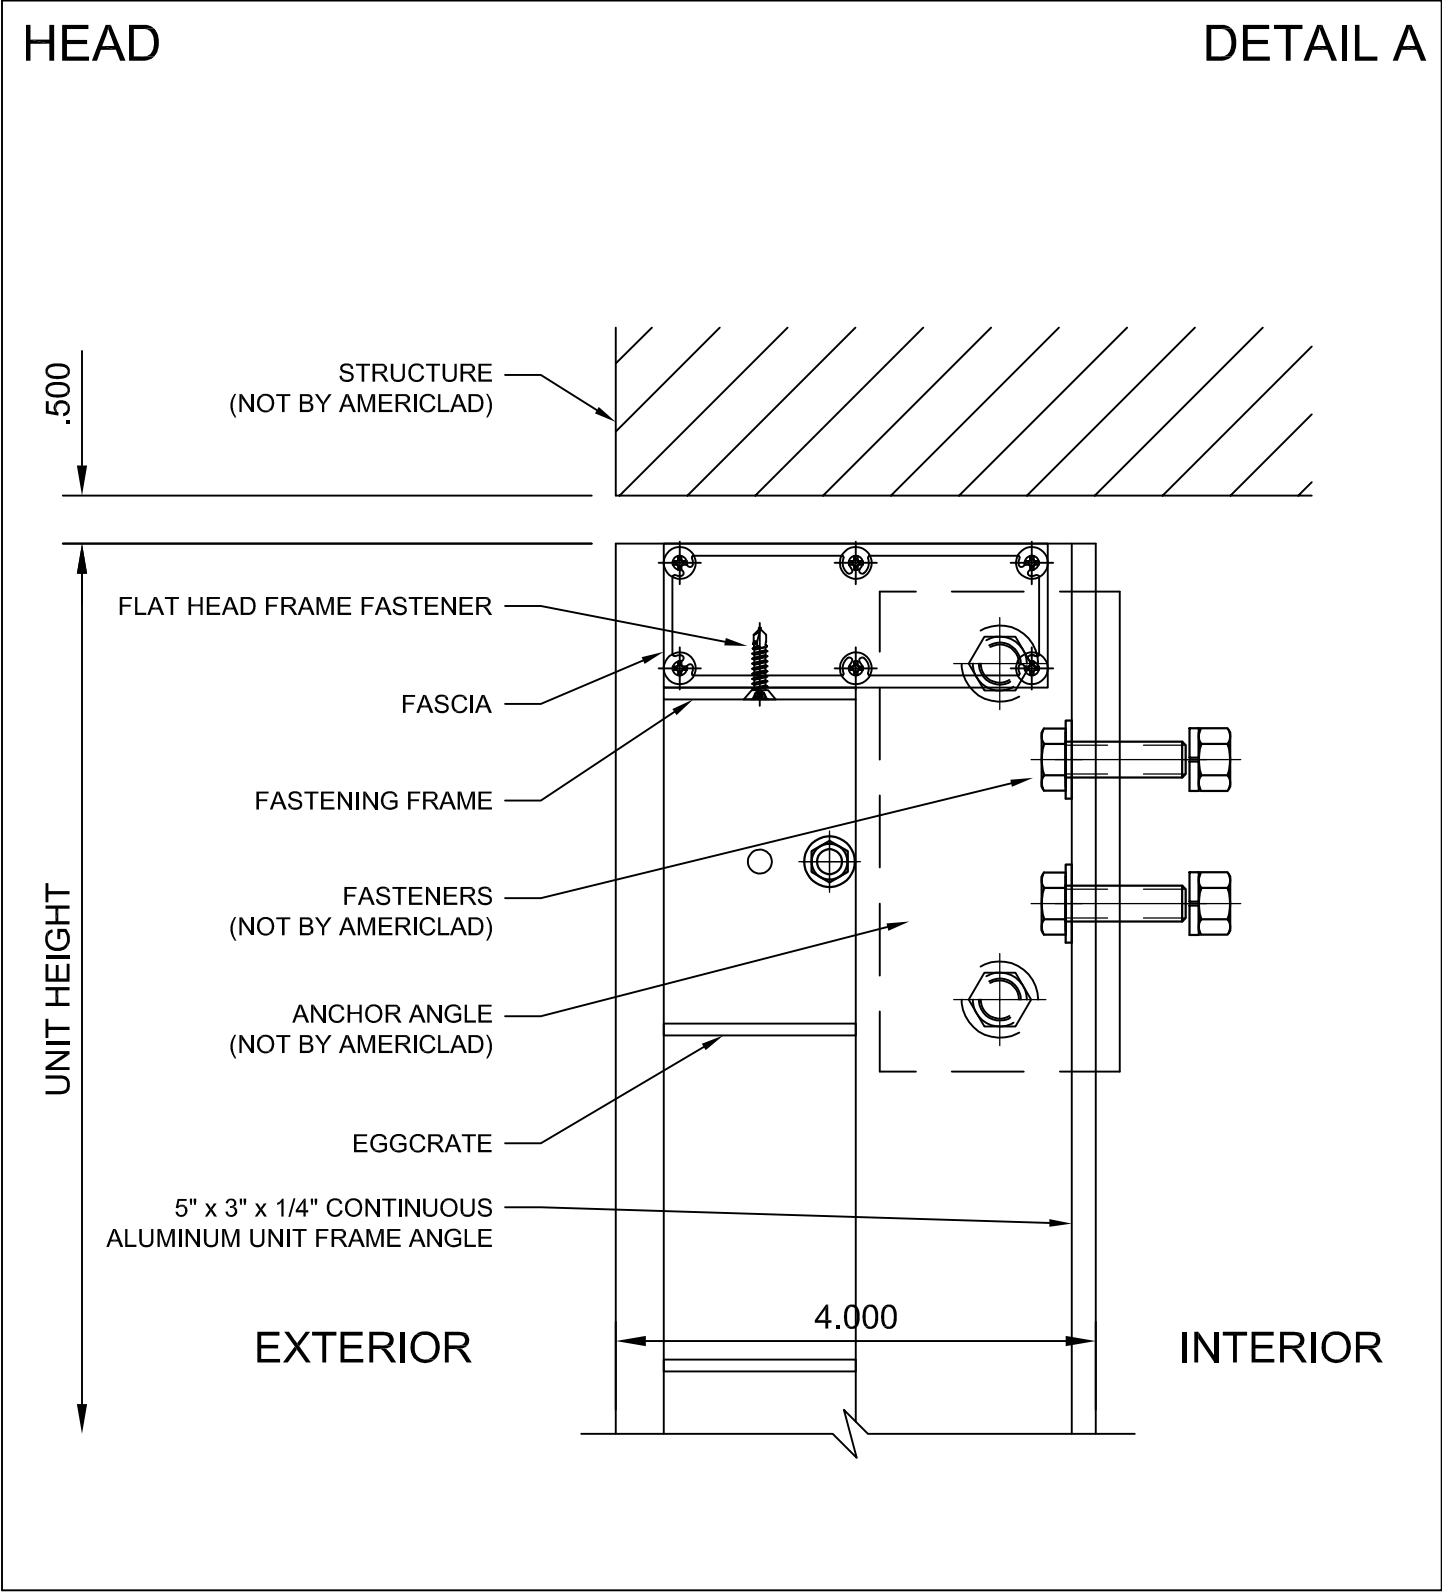 HEAD
DETAIL A
.500
STRUCTURE
(NOT BY AMERICLAD)
FLAT HEAD FRAME FASTENER
FASCIA
FASTENING FRAME
FASTENERS
(NOT BY AMERICLAD)
UNIT HEIGHT
ANCHOR ANGLE
(NOT BY AMERICLAD)
EGGCRATE
5" x 3" x 1/4" CONTINUOUS
ALUMINUM UNIT FRAME ANGLE
4.000
EXTERIOR
INTERIOR